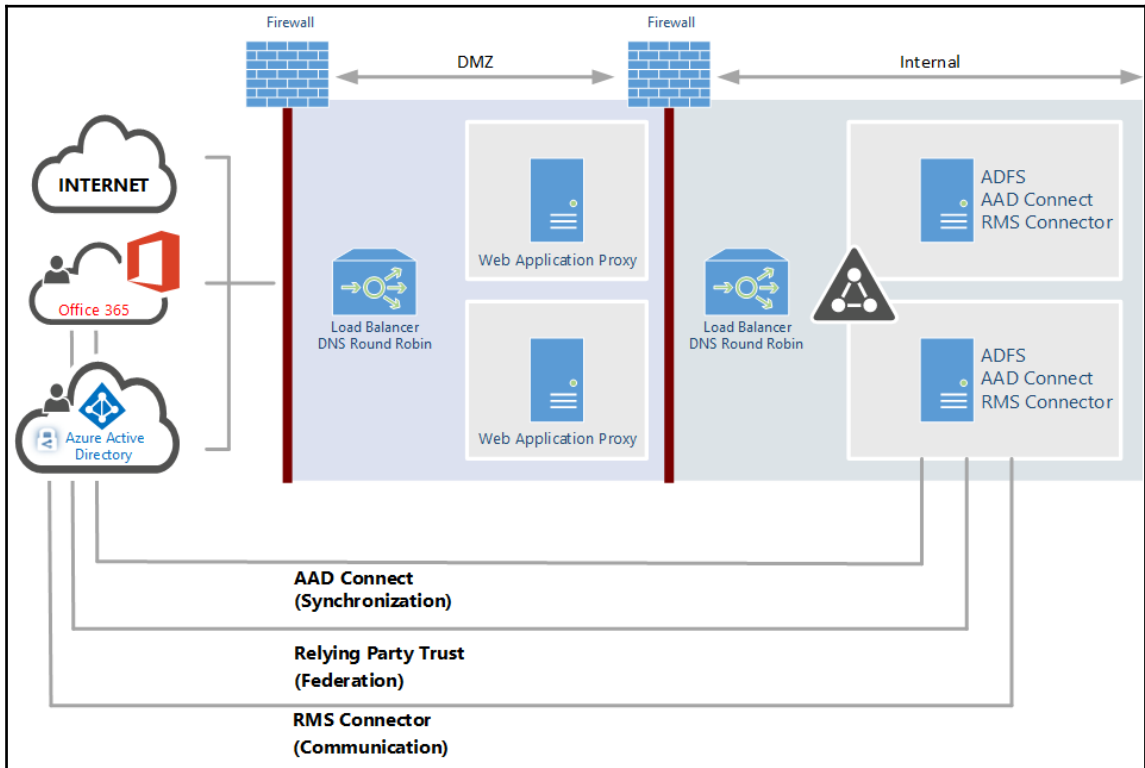 Firewall
Firewall
DMZ
Internal
INTERNET
Office 365
Azure Active
Directory
Load Balancer
DNS Round Robin
Web Application Proxy
Web Application Proxy
Load Balancer
DNS Round Robin
ADFS
AAD Connect
RMS Connector
ADFS
AAD Connect
RMS Connector
AAD Connect
(Synchronization)
Relying Party Trust
(Federation)
RMS Connector
(Communication)